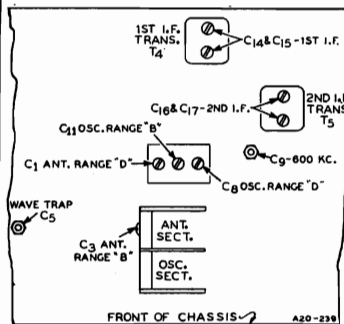 1ST I.F.
TRANS.
T4
C14&C15-1ST I.F.
C16&C17-2ND I.F.
2ND I.
TRANS
T5
C11 OSC. RANGE "B"
C9-600 KC.
C1 ANT. RANGE "D"
C8 OSC. RANGE "D"
WAVE TRAP
C5
C3 ANT.
RANGE "B"
ANT.
SECT.
OSC.
SECT.
FRONT OF CHASSIS
A20-239